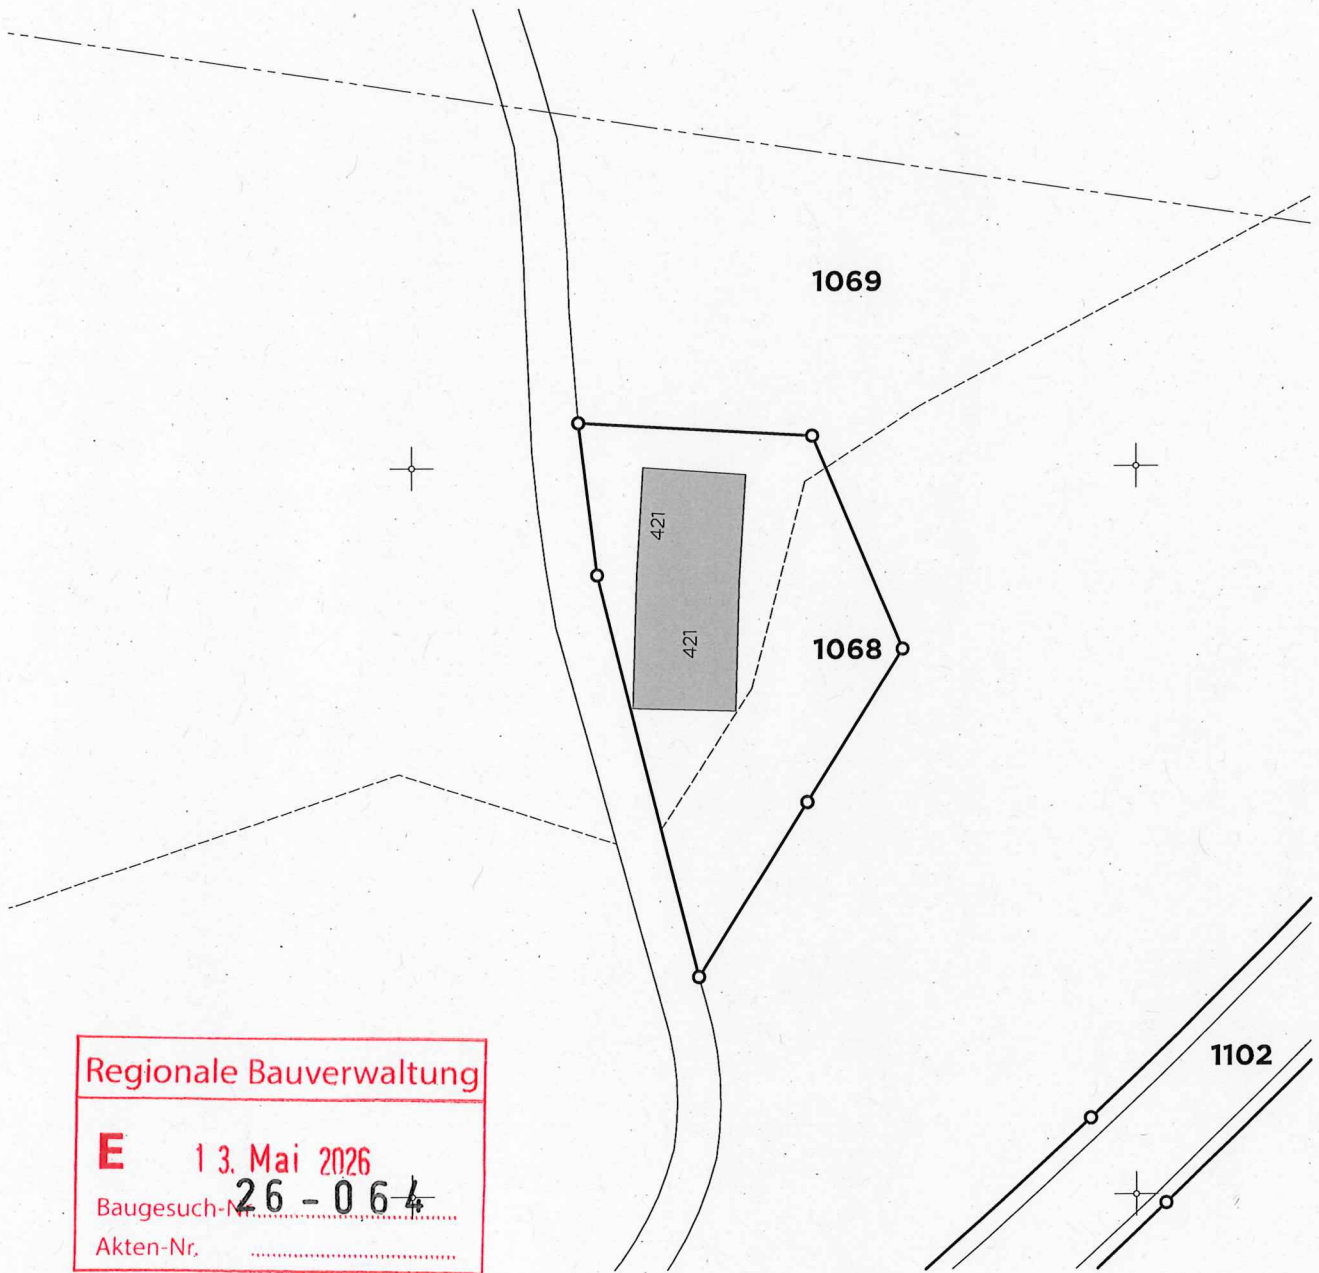 1069
421
421
1068
1102
Regionale Bauverwaltung
E 13. Mai 2026
Baugesuch-Nr. 26-064
Akten-Nr.